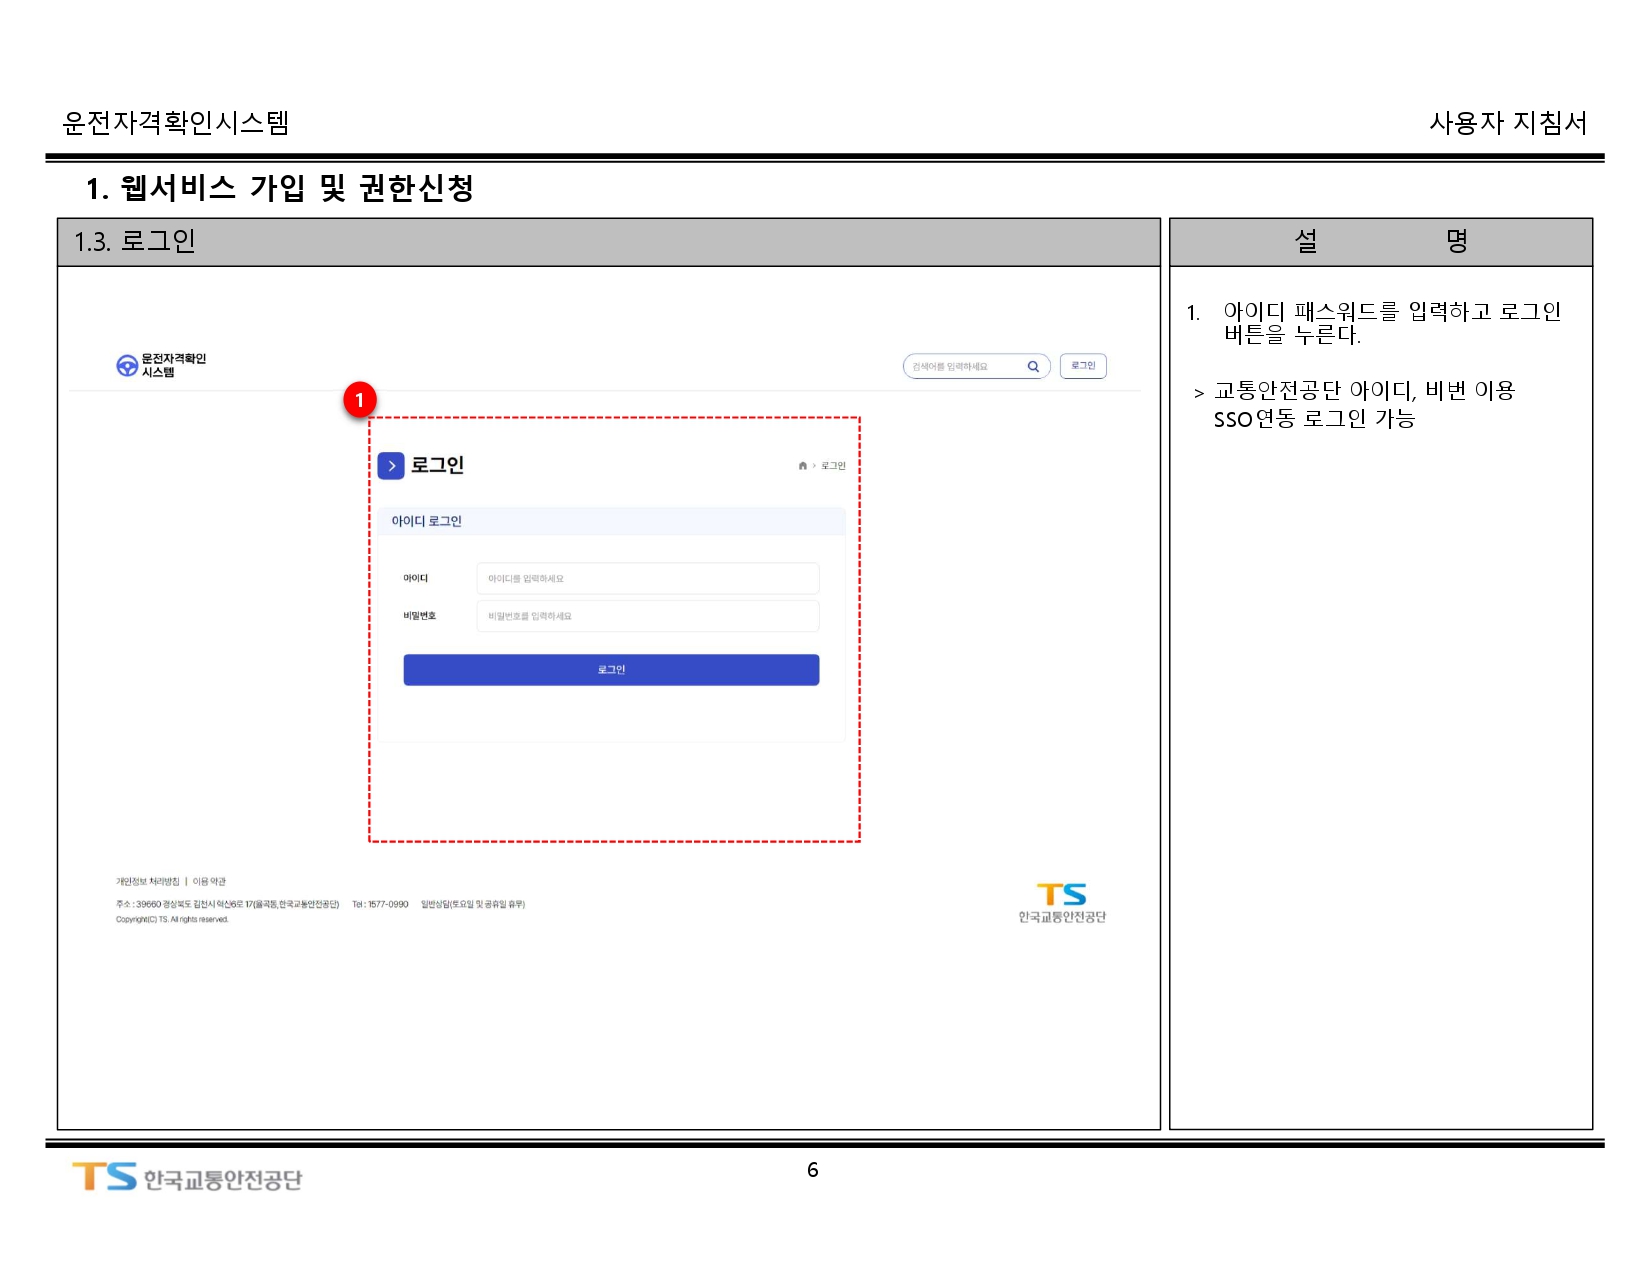 운전자격확인시스템
사용자 지침서
1. 웹서비스 가입 및 권한신청
1.3. 로그인
설 명
운전자격확인
시스템
검색어를 입력하세요
로그인
1
로그인
> 로그인
아이디 로그인
아이디
아이디를 입력하세요
비밀번호
비밀번호를 입력하세요
로그인
개인정보 처리방침 | 이용 약관
주소 : 39660 경상북도 김천시 혁신6로 17(율곡동,한국교통안전공단) Tel : 1577-0990 일반상담(토요일 및 공휴일 휴무)
Copyright(C) TS. All rights reserved.
TS
한국교통안전공단
1. 아이디 패스워드를 입력하고 로그인
버튼을 누른다.
> 교통안전공단 아이디, 비번 이용
SSO연동 로그인 가능
TS 한국교통안전공단
6